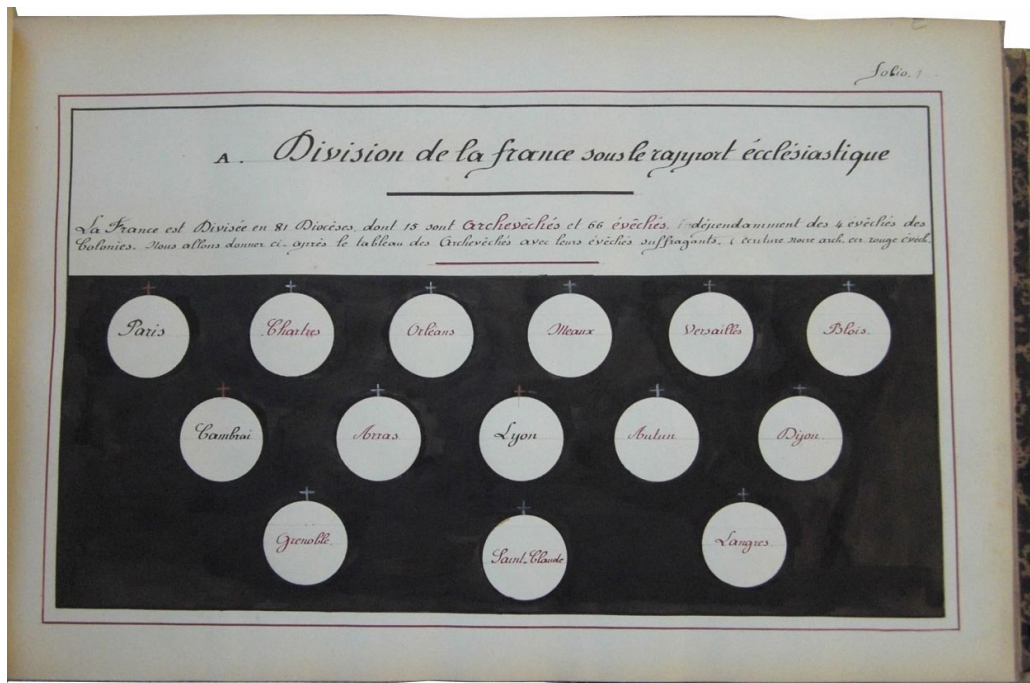 Folio. 1
A. Division de la france sous le rapport écclésiastique
La France est Divisée en 81 Diocèses, dont 15 sont Archevêchés et 66 évêchés, indépendamment des 4 évêchés des
Colonies. Nous allons donner ci-après le tableau des Archevêchés avec leurs évêchés suffragants. écriture noire arch. en rouge évêch.
Paris Chartres Orléans Meaux Versailles Blois.
Cambrai Arras Lyon Autun Dijon.
Grenoble. Saint-Claude Langres.